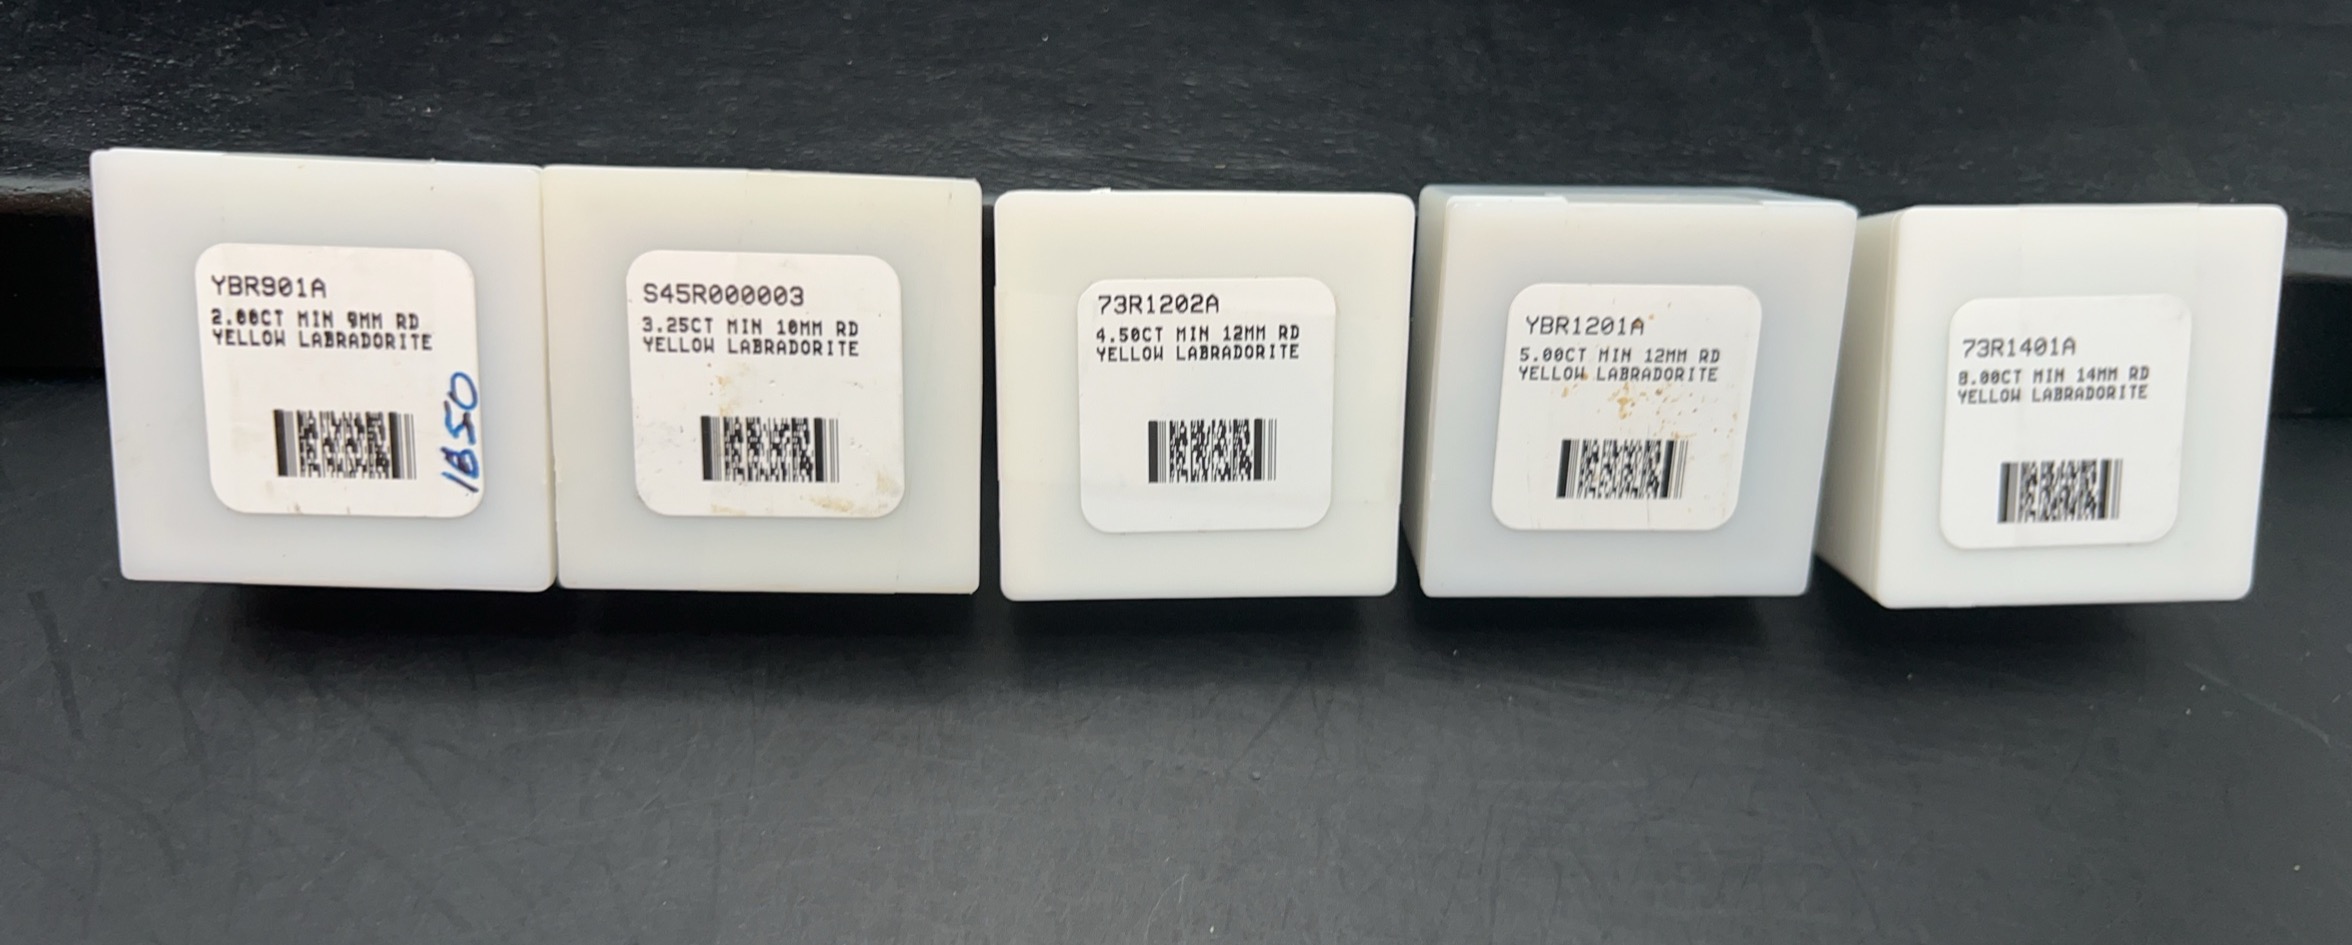 YBR901A
2.00CT MIN 9MM RD
YELLOW LABRADORITE
1B50
S45R000003
3.25CT MIN 10MM RD
YELLOW LABRADORITE
73R1202A
4.50CT MIN 12MM RD
YELLOW LABRADORITE
YBR1201A
5.00CT MIN 12MM RD
YELLOW LABRADORITE
73R1401A
8.00CT MIN 14MM RD
YELLOW LABRADORITE